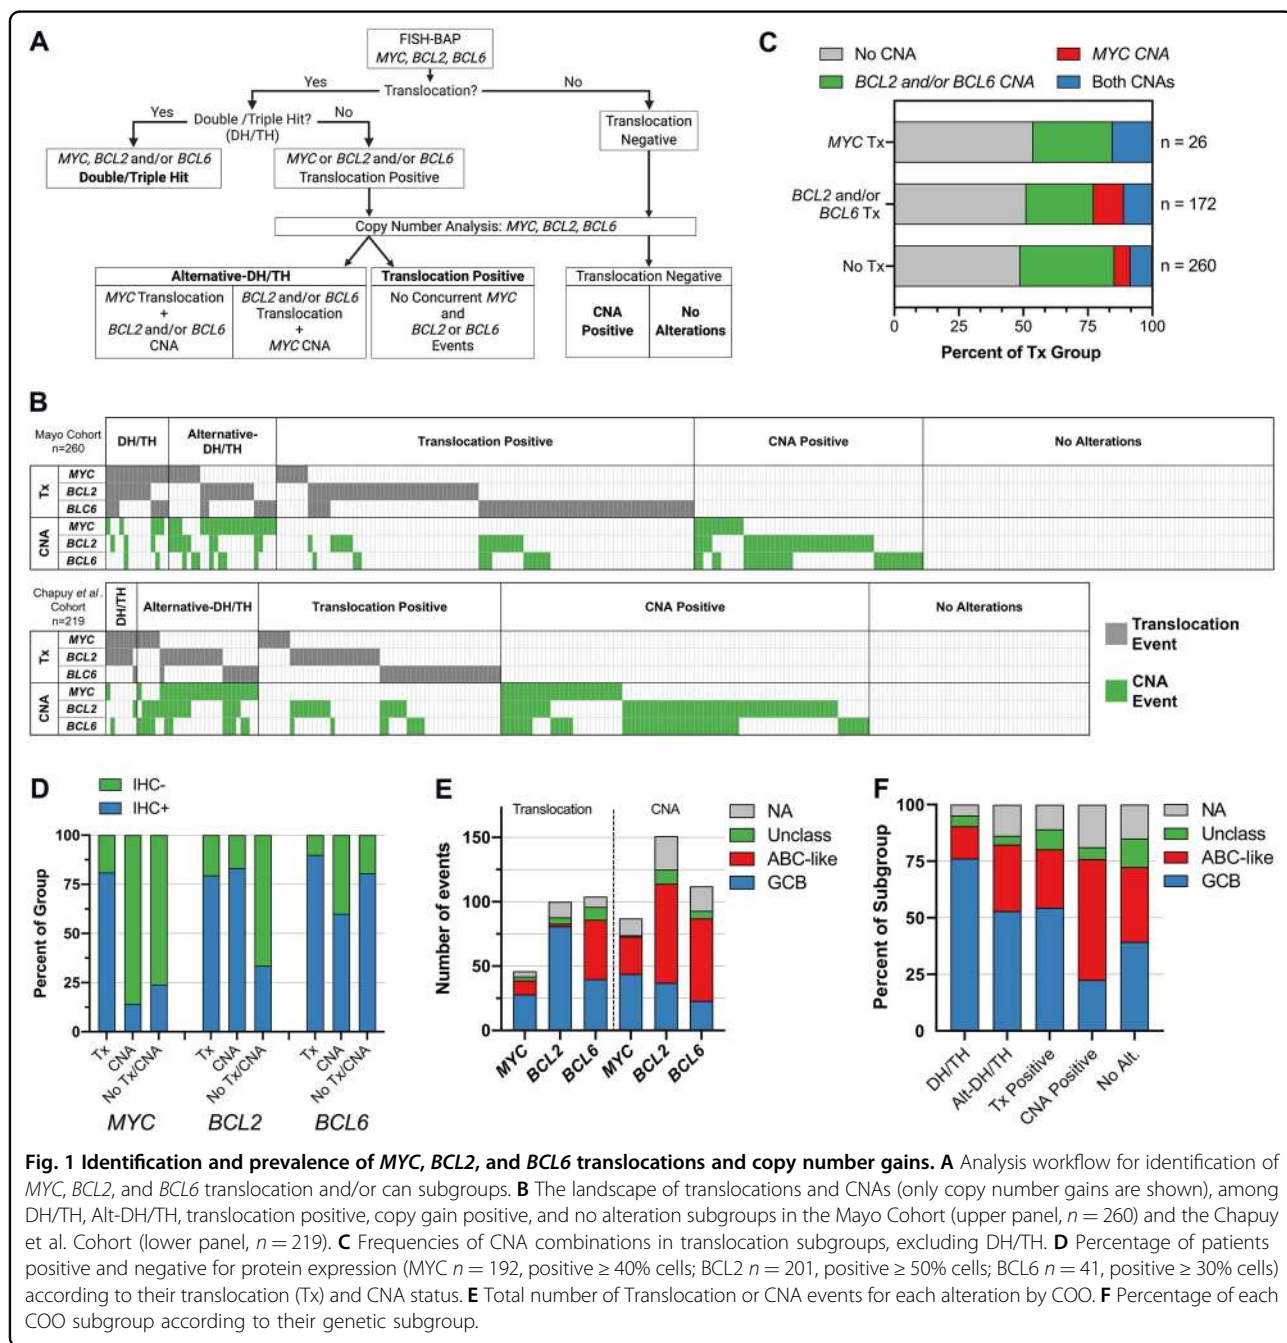 A
FISH-BAP
MYC, BCL2, BCL6
Yes
Translocation?
No
Yes
Double /Triple Hit?
(DH/TH)
No
Translocation
Negative
MYC, BCL2 and/or BCL6
Double/Triple Hit
MYC or BCL2 and/or BCL6
Translocation Positive
Copy Number Analysis: MYC, BCL2, BCL6
Alternative-DH/TH
MYC Translocation
+
BCL2 and/or BCL6
CNA
BCL2 and/or BCL6
Translocation
+
MYC CNA
Translocation Positive
No Concurrent MYC
and
BCL2 or BCL6
Events
Translocation Negative
CNA
Positive
No
Alterations
C
No CNA
MYC CNA
BCL2 and/or BCL6 CNA
Both CNAs
MYC Tx
n = 26
BCL2 and/or
BCL6 Tx
n = 172
No Tx
n = 260
0 25 50 75 100
Percent of Tx Group
B
Mayo Cohort
n=260
DH/TH
Alternative-
DH/TH
Translocation Positive
CNA Positive
No Alterations
Tx
MYC
BCL2
BLC6
CNA
MYC
BCL2
BCL6
Chapuy et al.
Cohort
n=219
DH/TH
Alternative-DH/TH
Translocation Positive
CNA Positive
No Alterations
Tx
MYC
BCL2
BLC6
CNA
MYC
BCL2
BCL6
Translocation
Event
CNA
Event
D
IHC-
IHC+
Percent of Group
100
75
50
25
0
Tx
CNA
No Tx/CNA
Tx
CNA
No Tx/CNA
Tx
CNA
No Tx/CNA
MYC
BCL2
BCL6
E
Translocation
CNA
NA
Unclass
ABC-like
GCB
Number of events
150
100
50
0
MYC
BCL2
BCL6
MYC
BCL2
BCL6
F
NA
Unclass
ABC-like
GCB
Percent of Subgroup
100
75
50
25
0
DH/TH
Alt-DH/TH
Tx Positive
CNA Positive
No Alt.
Fig. 1 Identification and prevalence of MYC, BCL2, and BCL6 translocations and copy number gains. A Analysis workflow for identification of
MYC, BCL2, and BCL6 translocation and/or can subgroups. B The landscape of translocations and CNAs (only copy number gains are shown), among
DH/TH, Alt-DH/TH, translocation positive, copy gain positive, and no alteration subgroups in the Mayo Cohort (upper panel, n = 260) and the Chapuy
et al. Cohort (lower panel, n = 219). C Frequencies of CNA combinations in translocation subgroups, excluding DH/TH. D Percentage of patients
positive and negative for protein expression (MYC n = 192, positive ≥ 40% cells; BCL2 n = 201, positive ≥ 50% cells; BCL6 n = 41, positive ≥ 30% cells)
according to their translocation (Tx) and CNA status. E Total number of Translocation or CNA events for each alteration by COO. F Percentage of each
COO subgroup according to their genetic subgroup.